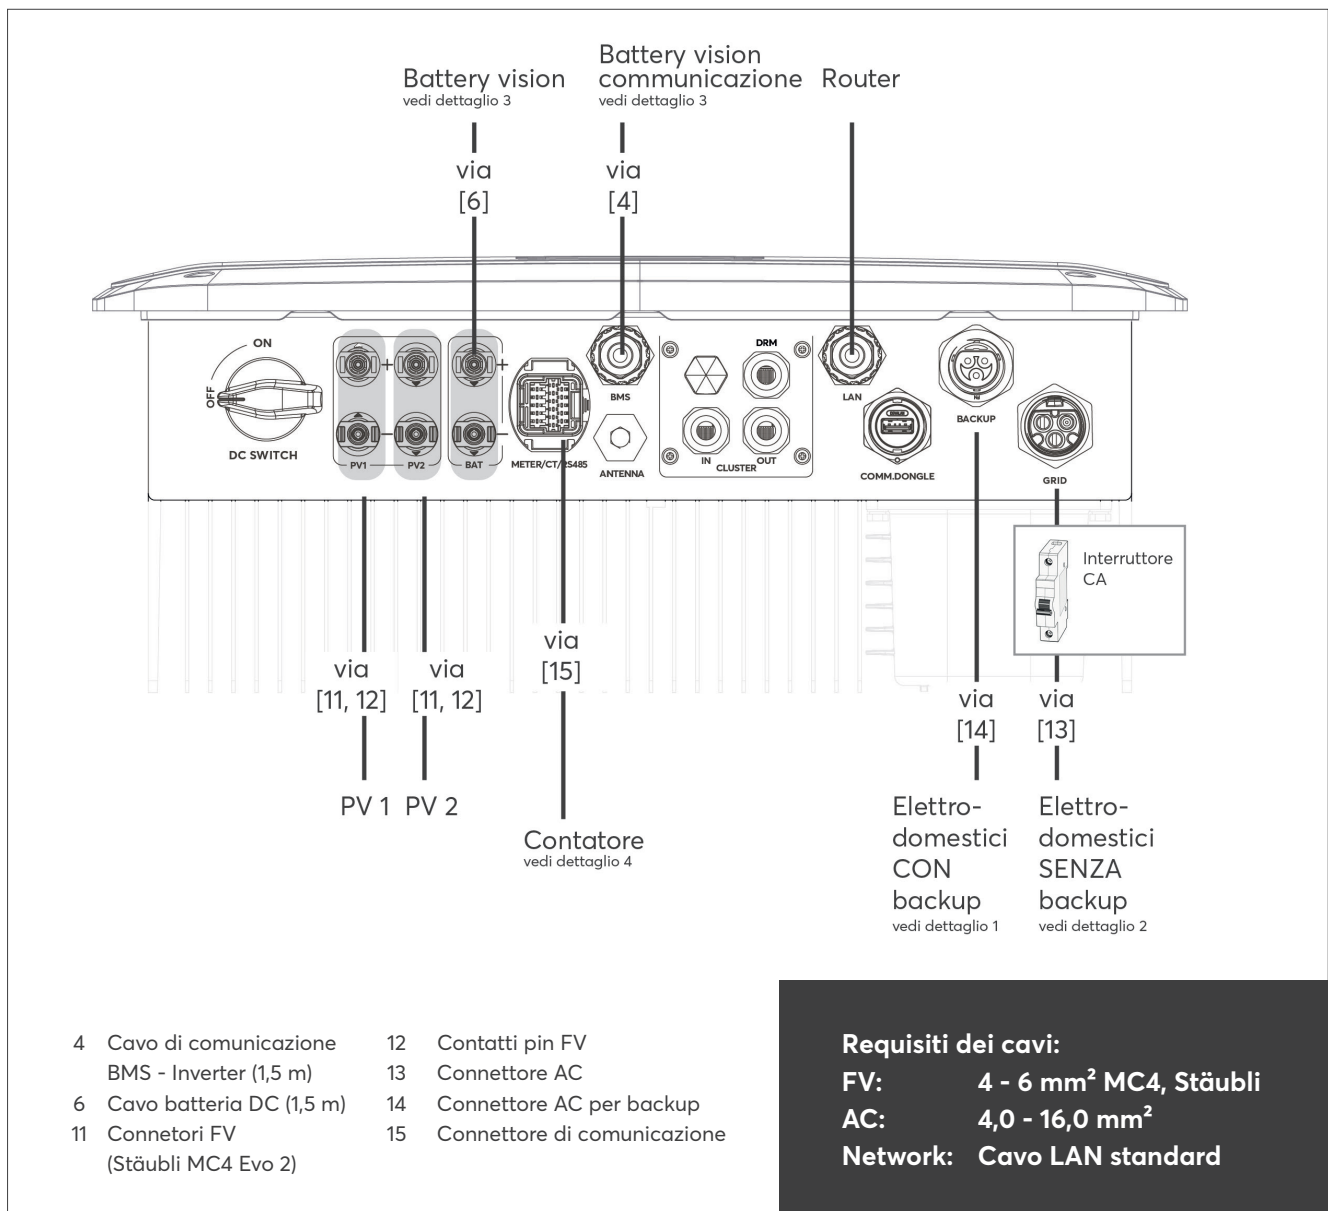 Battery vision
vedi dettaglio 3
Battery vision
communicazione
vedi dettaglio 3
Router
via
[6]
via
[4]
ON
OFF
DC SWITCH
+
+
-
-
PV1
PV2
BAT
METER/CT/RS485
BMS
ANTENNA
DRM
IN
OUT
CLUSTER
LAN
COMM.DONGLE
BACKUP
GRID
Interruttore
CA
via
[11, 12]
via
[11, 12]
via
[15]
via
[14]
via
[13]
PV 1
PV 2
Contatore
vedi dettaglio 4
Elettro-
domestici
CON
backup
vedi dettaglio 1
Elettro-
domestici
SENZA
backup
vedi dettaglio 2
4 Cavo di comunicazione
BMS - Inverter (1,5 m)
6 Cavo batteria DC (1,5 m)
11 Connetori FV
(Stäubli MC4 Evo 2)
12 Contatti pin FV
13 Connettore AC
14 Connettore AC per backup
15 Connettore di comunicazione
Requisiti dei cavi:
FV: 4 - 6 mm² MC4, Stäubli
AC: 4,0 - 16,0 mm²
Network: Cavo LAN standard